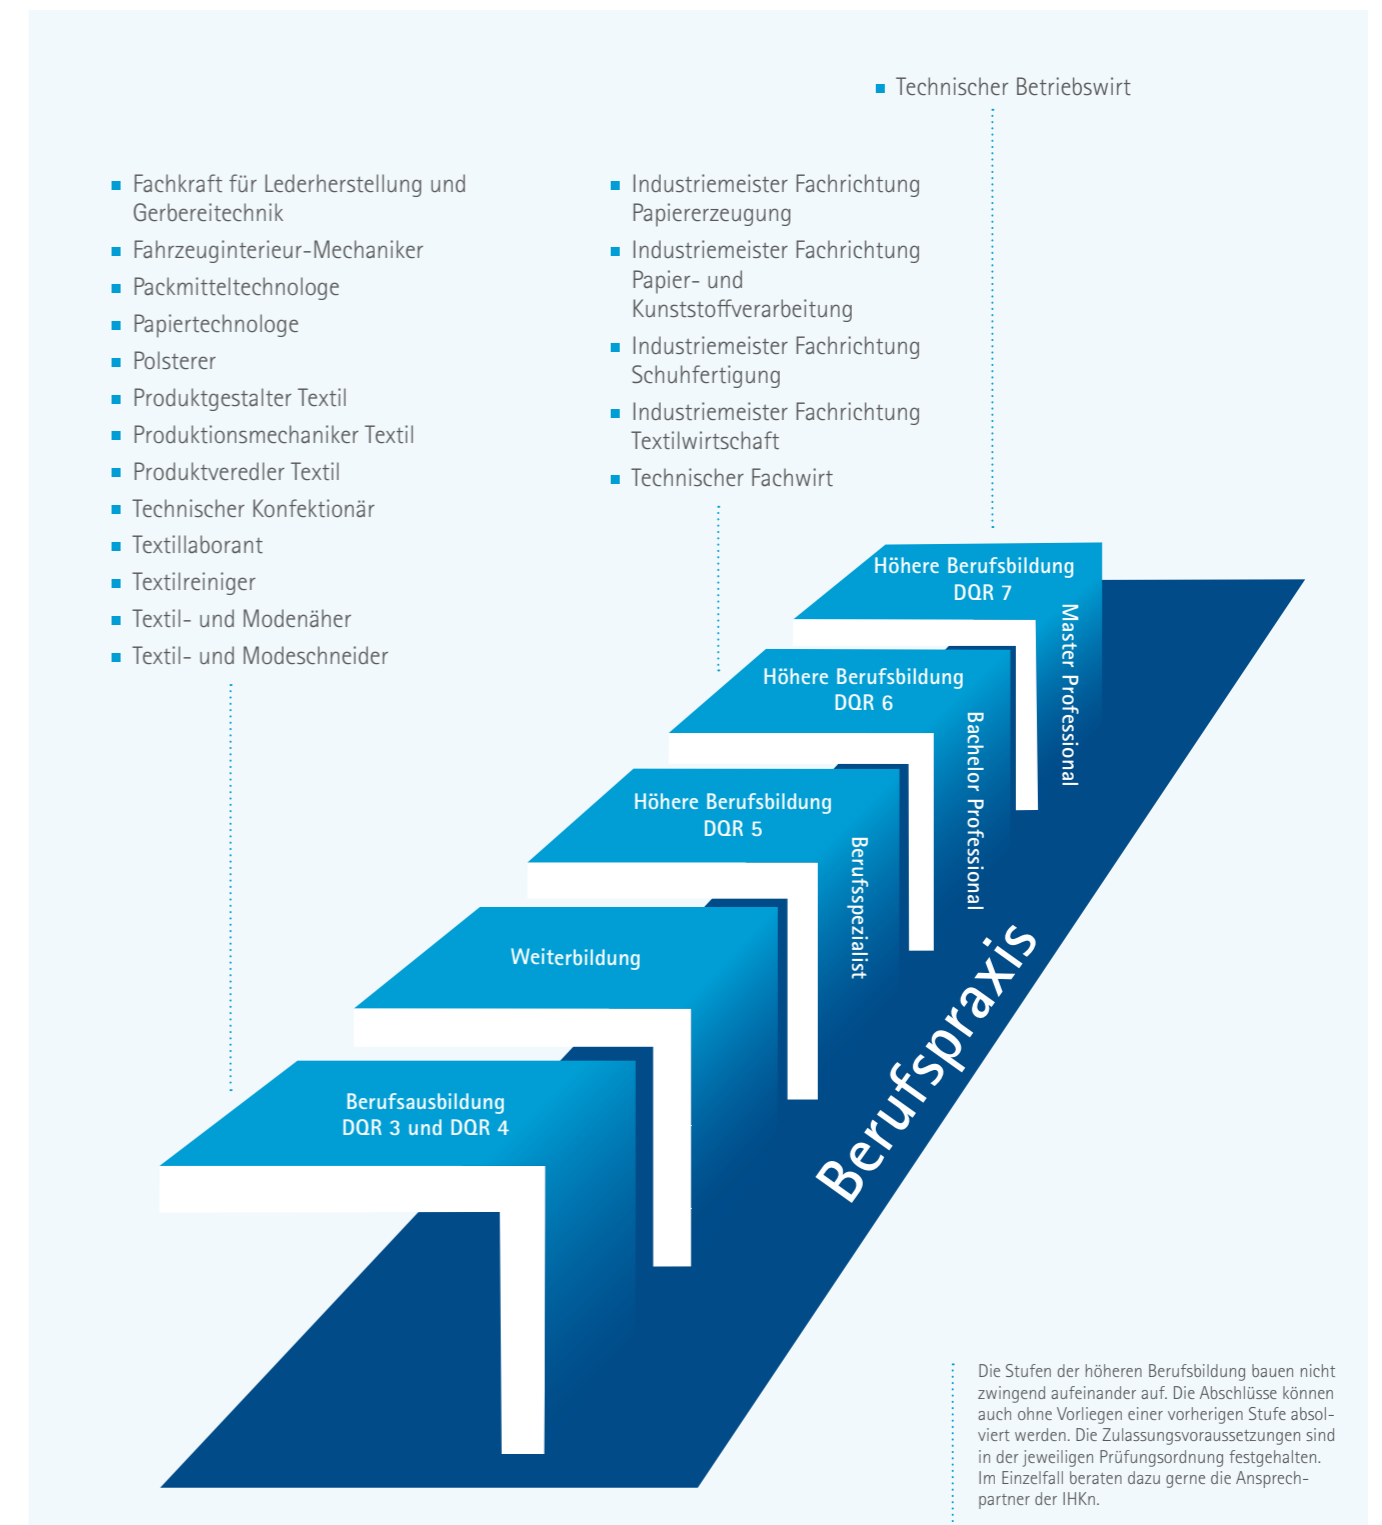 Technischer Betriebswirt
Fachkraft für Lederherstellung und
Gerbereitechnik
Fahrzeuginterieur-Mechaniker
Packmitteltechnologe
Papiertechnologe
Polsterer
Produktgestalter Textil
Produktionsmechaniker Textil
Produktveredler Textil
Technischer Konfektionär
Textillaborant
Textilreiniger
Textil- und Modenäher
Textil- und Modeschneider
Industriemeister Fachrichtung
Papiererzeugung
Industriemeister Fachrichtung
Papier- und
Kunststoffverarbeitung
Industriemeister Fachrichtung
Schuhfertigung
Industriemeister Fachrichtung
Textilwirtschaft
Technischer Fachwirt
Höhere Berufsbildung
DQR 7
Master Professional
Höhere Berufsbildung
DQR 6
Bachelor Professional
Höhere Berufsbildung
DQR 5
Berufsspezialist
Weiterbildung
Berufsausbildung
DQR 3 und DQR 4
Berufspraxis
Die Stufen der höheren Berufsbildung bauen nicht
zwingend aufeinander auf. Die Abschlüsse können
auch ohne Vorliegen einer vorherigen Stufe absol-
viert werden. Die Zulassungsvoraussetzungen sind
in der jeweiligen Prüfungsordnung festgehalten.
Im Einzelfall beraten dazu gerne die Ansprech-
partner der IHKn.